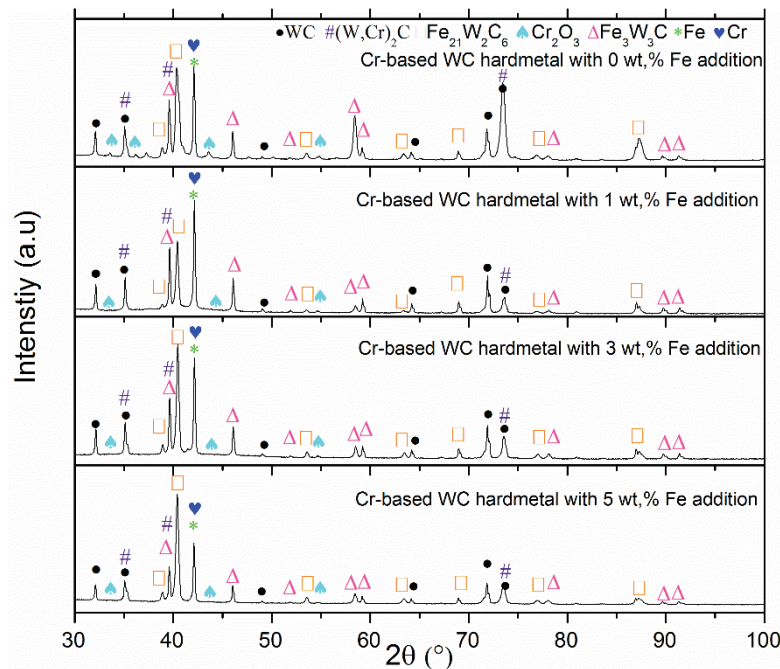 ●WC #(W,Cr)₂C □Fe₂₁W₂C₆ ♠Cr₂O₃ ΔFe₃W₃C *Fe ♥Cr
Cr-based WC hardmetal with 0 wt,% Fe addition
Cr-based WC hardmetal with 1 wt,% Fe addition
Cr-based WC hardmetal with 3 wt,% Fe addition
Cr-based WC hardmetal with 5 wt,% Fe addition
Intenstiy (a.u)
30 40 50 60 70 80 90 100
2θ (°)